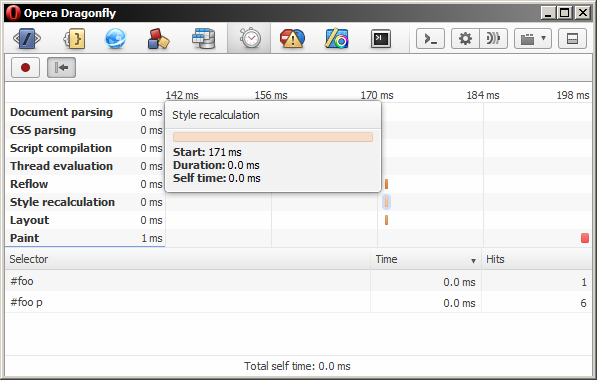 Opera Dragonfly
142 ms 156 ms 170 ms 184 ms 198 ms
Document parsing 0 ms
CSS parsing 0 ms
Script compilation 0 ms
Thread evaluation 0 ms
Reflow 0 ms
Style recalculation 0 ms
Layout 0 ms
Paint 1 ms
Style recalculation
Start: 171 ms
Duration: 0.0 ms
Self time: 0.0 ms
Selector Time Hits
#foo 0.0 ms 1
#foo p 0.0 ms 6
Total self time: 0.0 ms